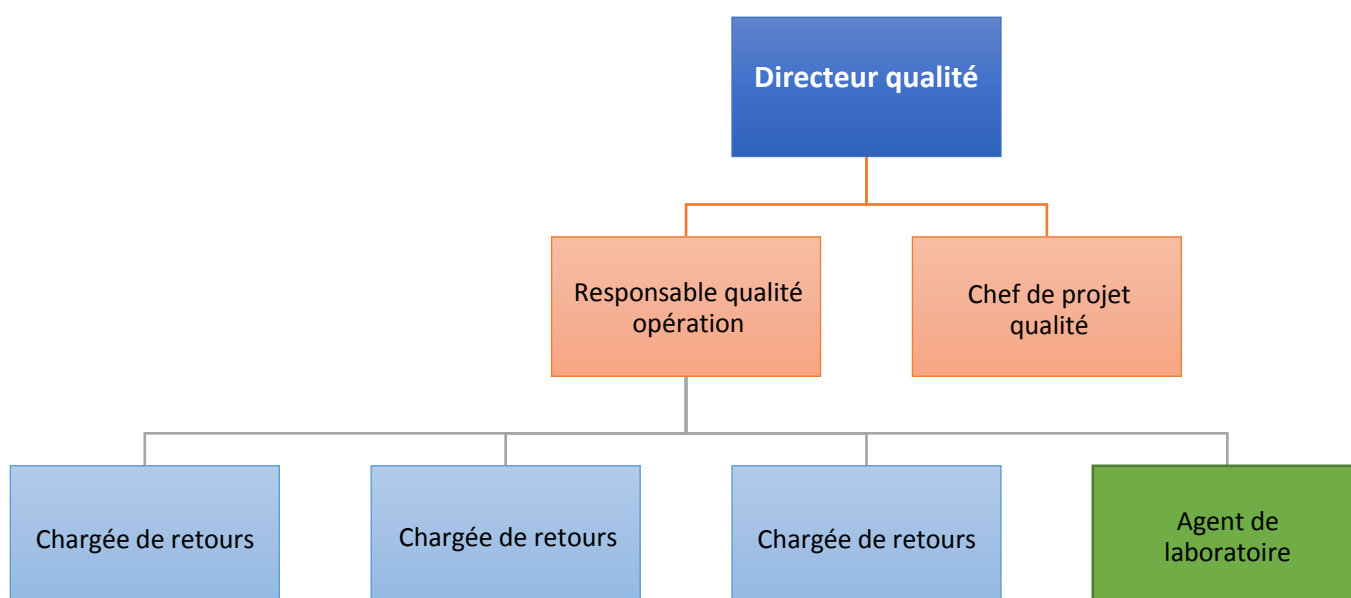 Directeur qualité
Responsable qualité
opération
Chef de projet
qualité
Chargée de retours
Chargée de retours
Chargée de retours
Agent de
laboratoire